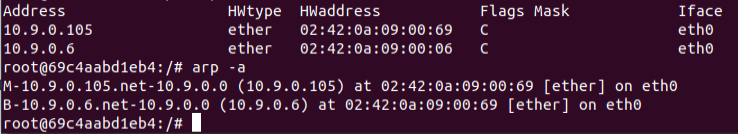 Address HWtype HWaddress Flags Mask Iface
10.9.0.105 ether 02:42:0a:09:00:69 C eth0
10.9.0.6 ether 02:42:0a:09:00:06 C eth0
root@69c4aabd1eb4:/# arp -a
M-10.9.0.105.net-10.9.0.0 (10.9.0.105) at 02:42:0a:09:00:69 [ether] on eth0
B-10.9.0.6.net-10.9.0.0 (10.9.0.6) at 02:42:0a:09:00:69 [ether] on eth0
root@69c4aabd1eb4:/#